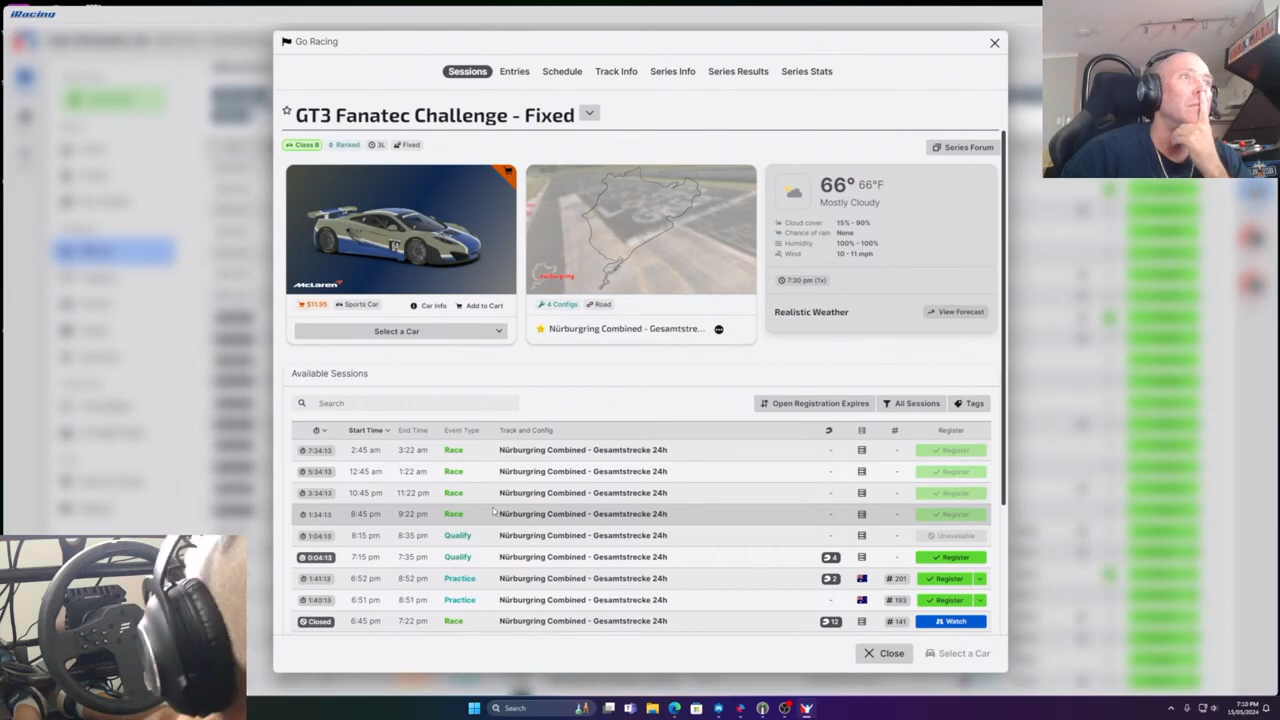 iRacing
Go Racing
Sessions Entries Schedule Track Info Series Info Series Results Series Stats
GT3 Fanatec Challenge - Fixed
Class B Ranked 3L Fixed
Series Forum
McLaren
$11.95 Sports Car Car Info Add to Cart
Select a Car
nürburgring
4 Configs Road
Nürburgring Combined - Gesamtstre...
66° 66°F
Mostly Cloudy
Cloud cover 15% - 90%
Chance of rain None
Humidity 100% - 100%
Wind 10 - 11 mph
7:30 pm (1x)
Realistic Weather View Forecast
Available Sessions
Search Open Registration Expires All Sessions Tags
Start Time End Time Event Type Track and Config # Register
7:34:13 2:45 am 3:22 am Race Nürburgring Combined - Gesamtstrecke 24h - - Register
5:34:13 12:45 am 1:22 am Race Nürburgring Combined - Gesamtstrecke 24h - - Register
3:34:13 10:45 pm 11:22 pm Race Nürburgring Combined - Gesamtstrecke 24h - - Register
1:34:13 8:45 pm 9:22 pm Race Nürburgring Combined - Gesamtstrecke 24h - - Register
1:04:13 8:15 pm 8:35 pm Qualify Nürburgring Combined - Gesamtstrecke 24h - - Unavailable
0:04:13 7:15 pm 7:35 pm Qualify Nürburgring Combined - Gesamtstrecke 24h 4 - Register
1:41:13 6:52 pm 8:52 pm Practice Nürburgring Combined - Gesamtstrecke 24h 2 # 201 Register
1:40:13 6:51 pm 8:51 pm Practice Nürburgring Combined - Gesamtstrecke 24h - # 193 Register
Closed 6:45 pm 7:22 pm Race Nürburgring Combined - Gesamtstrecke 24h 12 # 141 Watch
Close Select a Car
Search
7:10 PM
15/05/2024